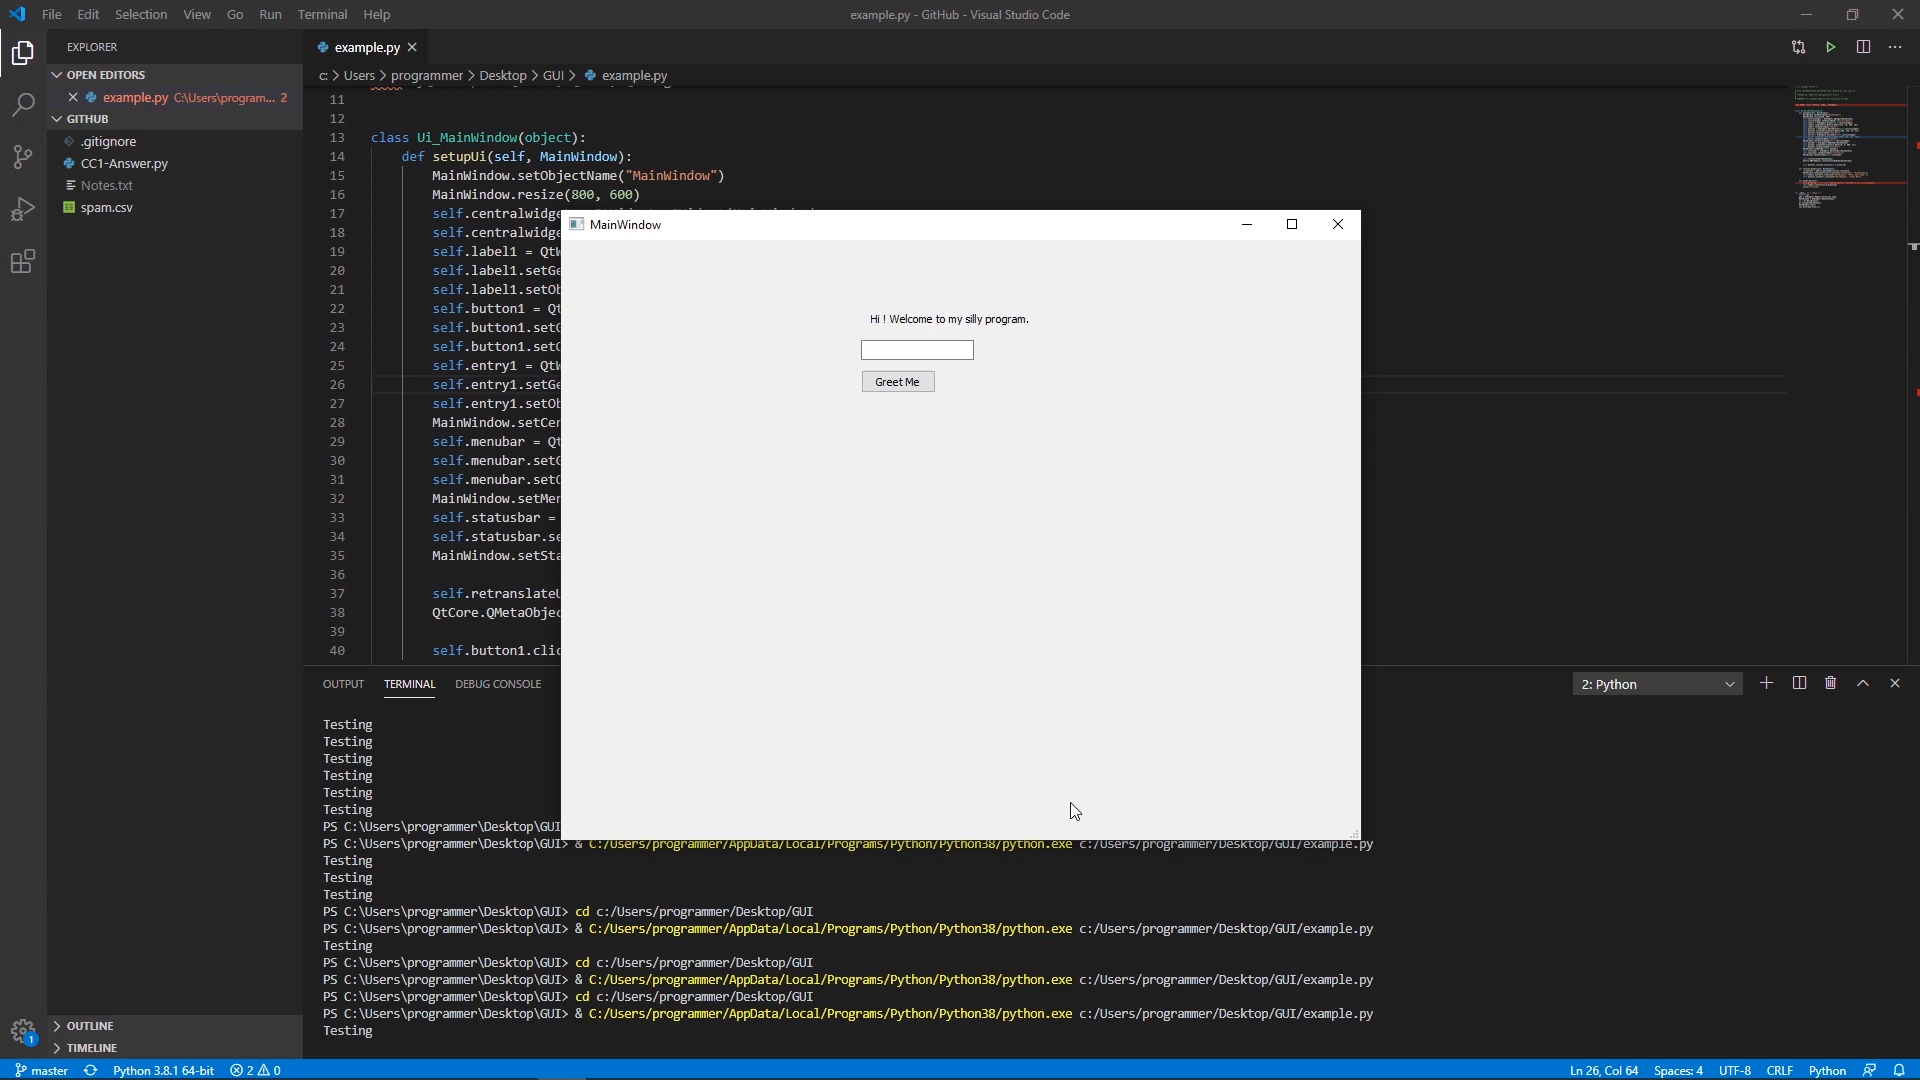 File Edit Selection View Go Run Terminal Help
example.py - GitHub - Visual Studio Code
EXPLORER
example.py
OPEN EDITORS
example.py C:\Users\program... 2
GITHUB
.gitignore
CC1-Answer.py
Notes.txt
spam.csv
c: > Users > programmer > Desktop > GUI > example.py
11
12
13 class Ui_MainWindow(object):
14 def setupUi(self, MainWindow):
15 MainWindow.setObjectName("MainWindow")
16 MainWindow.resize(800, 600)
17 self.centralwidge
18 self.centralwidge
19 self.label1 = QtW
20 self.label1.setGe
21 self.label1.setOb
22 self.button1 = Qt
23 self.button1.setG
24 self.button1.setO
25 self.entry1 = QtW
26 self.entry1.setGe
27 self.entry1.setOb
28 MainWindow.setCen
29 self.menubar = Qt
30 self.menubar.setG
31 self.menubar.setO
32 MainWindow.setMen
33 self.statusbar =
34 self.statusbar.se
35 MainWindow.setSta
36
37 self.retranslateU
38 QtCore.QMetaObjec
39
40 self.button1.clic
MainWindow
Hi ! Welcome to my silly program.
Greet Me
OUTPUT TERMINAL DEBUG CONSOLE
2: Python
Testing
Testing
Testing
Testing
Testing
Testing
PS C:\Users\programmer\Desktop\GUI
PS C:\Users\programmer\Desktop\GUI> & C:/Users/programmer/AppData/Local/Programs/Python/Python38/python.exe c:/Users/programmer/Desktop/GUI/example.py
Testing
Testing
Testing
PS C:\Users\programmer\Desktop\GUI> cd c:/Users/programmer/Desktop/GUI
PS C:\Users\programmer\Desktop\GUI> & C:/Users/programmer/AppData/Local/Programs/Python/Python38/python.exe c:/Users/programmer/Desktop/GUI/example.py
Testing
PS C:\Users\programmer\Desktop\GUI> cd c:/Users/programmer/Desktop/GUI
PS C:\Users\programmer\Desktop\GUI> & C:/Users/programmer/AppData/Local/Programs/Python/Python38/python.exe c:/Users/programmer/Desktop/GUI/example.py
PS C:\Users\programmer\Desktop\GUI> cd c:/Users/programmer/Desktop/GUI
PS C:\Users\programmer\Desktop\GUI> & C:/Users/programmer/AppData/Local/Programs/Python/Python38/python.exe c:/Users/programmer/Desktop/GUI/example.py
Testing
OUTLINE
TIMELINE
1
master Python 3.8.1 64-bit 2 0 Ln 26, Col 64 Spaces: 4 UTF-8 CRLF Python